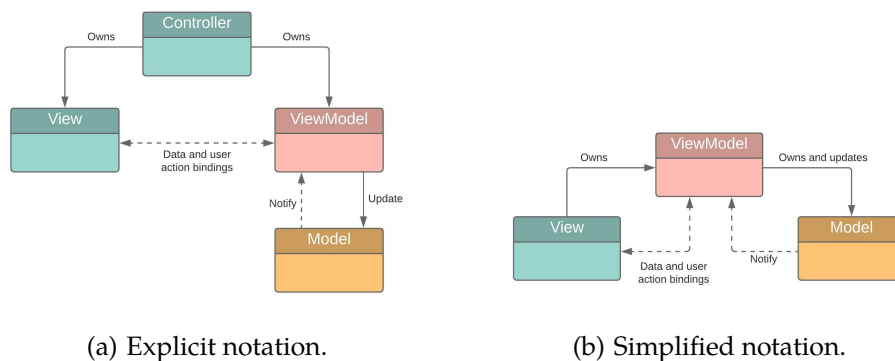 Controller
Owns
Owns
View
ViewModel
Data and user
action bindings
Notify
Update
Model
(a) Explicit notation.
ViewModel
Owns
Owns and updates
View
Model
Data and user
action bindings
Notify
(b) Simplified notation.